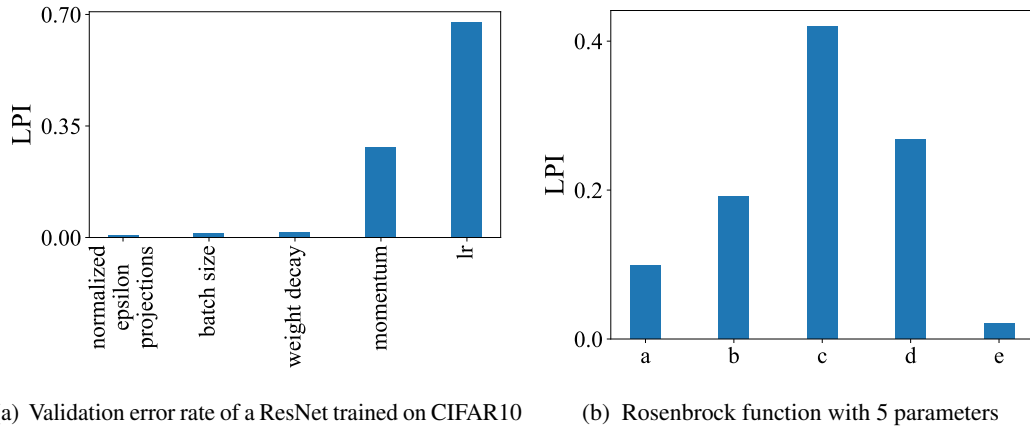 0.70
0.35
0.00
LPI
normalized
epsilon
projections
batch size
weight decay
momentum
lr
a) Validation error rate of a ResNet trained on CIFAR10
0.4
0.2
0.0
LPI
a
b
c
d
e
(b) Rosenbrock function with 5 parameters